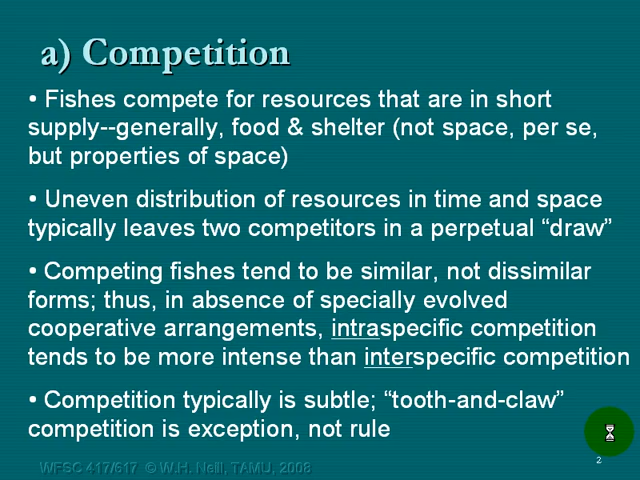 a) Competition
• Fishes compete for resources that are in short
supply--generally, food & shelter (not space, per se,
but properties of space)
• Uneven distribution of resources in time and space
typically leaves two competitors in a perpetual “draw”
• Competing fishes tend to be similar, not dissimilar
forms; thus, in absence of specially evolved
cooperative arrangements, intraspecific competition
tends to be more intense than interspecific competition
• Competition typically is subtle; “tooth-and-claw”
competition is exception, not rule
2
WFSC 417/617 © W.H. Neill, TAMU, 2008